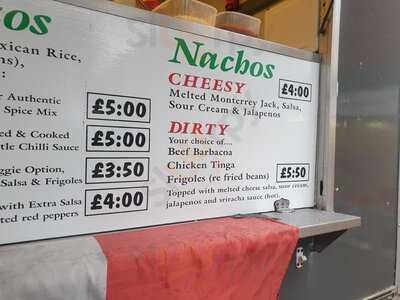 os
xican Rice,
ns),
:
r Authentic
Spice Mix
£5:00
ed & Cooked
tle Chilli Sauce
£5:00
ggie Option,
Salsa & Frigoles
£3:50
with Extra Salsa
ted red peppers
£4:00
Nachos
CHEESY
£4:00
Melted Monterrey Jack, Salsa,
Sour Cream & Jalapenos
DIRTY
Your choice of....
Beef Barbacoa
Chicken Tinga
Frigoles (re fried beans)
£5:50
Topped with melted cheese salsa, sour cream,
jalapenos and sriracha sauce (hot).